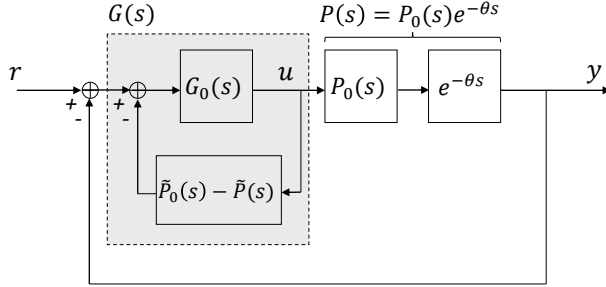 G(s)
P(s) = P₀(s)e^{-θs}
r
u
y
G₀(s)
P₀(s)
e^{-θs}
+
-
+
-
P̃₀(s) − P̃(s)